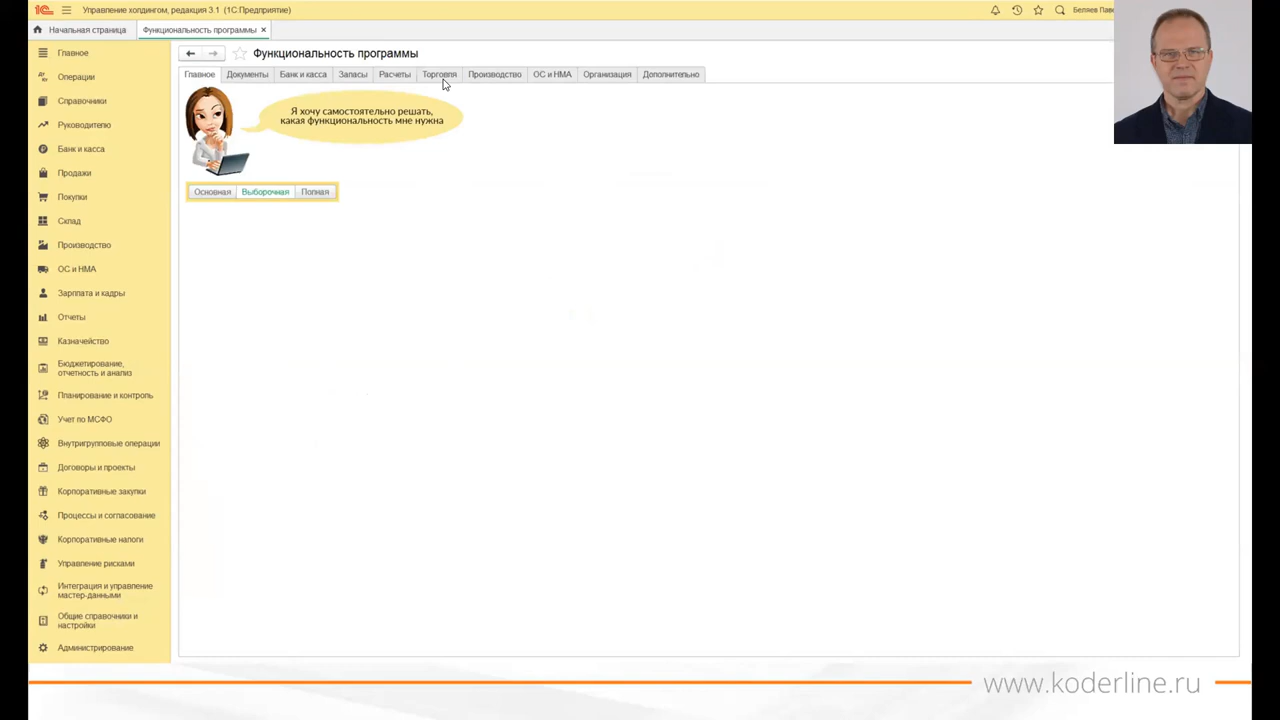 Управление холдингом, редакция 3.1 (1С:Предприятие)
Беляев Паве
Начальная страница
Функциональность программы ×
Функциональность программы
Главное Документы Банк и касса Запасы Расчеты Торговля Производство ОС и НМА Организация Дополнительно
Я хочу самостоятельно решать,
какая функциональность мне нужна
Основная Выборочная Полная
Главное
Операции
Справочники
Руководителю
Банк и касса
Продажи
Покупки
Склад
Производство
ОС и НМА
Зарплата и кадры
Отчеты
Казначейство
Бюджетирование,
отчетность и анализ
Планирование и контроль
Учет по МСФО
Внутригрупповые операции
Договоры и проекты
Корпоративные закупки
Процессы и согласование
Корпоративные налоги
Управление рисками
Интеграция и управление
мастер-данными
Общие справочники и
настройки
Администрирование
www.koderline.ru